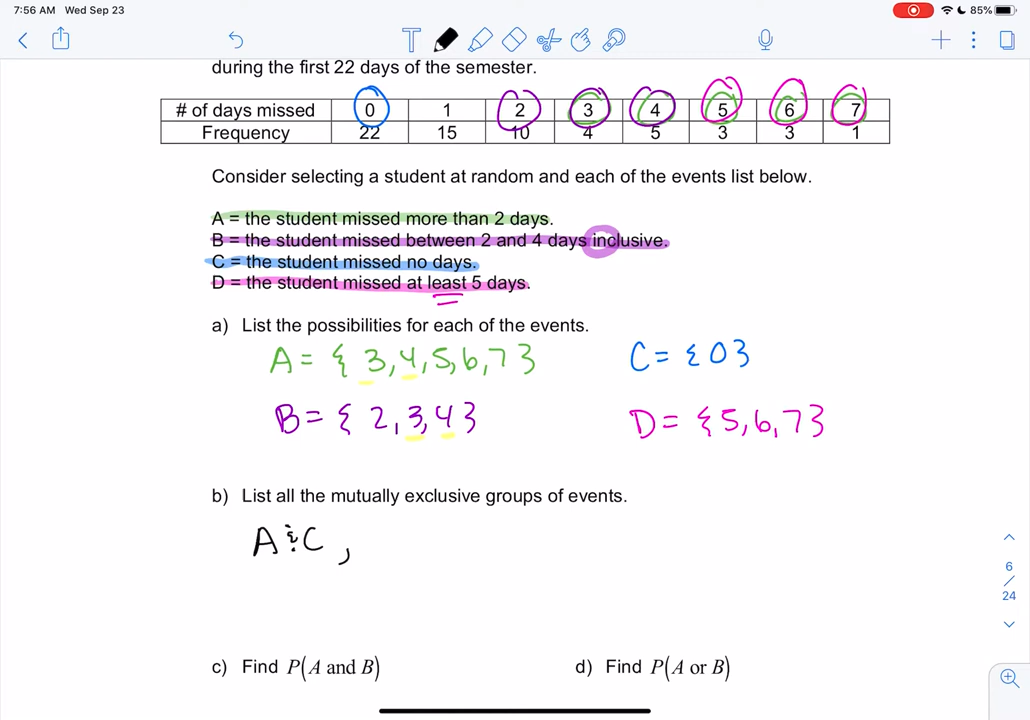 7:56 AM Wed Sep 23
85%
T
during the first 22 days of the semester.
# of days missed 0 1 2 3 4 5 6 7
Frequency 22 15 10 4 5 3 3 1
Consider selecting a student at random and each of the events list below.
A = the student missed more than 2 days.
B = the student missed between 2 and 4 days inclusive.
C = the student missed no days.
D = the student missed at least 5 days.
a) List the possibilities for each of the events.
A = { 3, 4, 5, 6, 7 } C = { 0 }
B = { 2, 3, 4 } D = { 5, 6, 7 }
b) List all the mutually exclusive groups of events.
A & C ,
6
/
24
c) Find P(A and B) d) Find P(A or B)